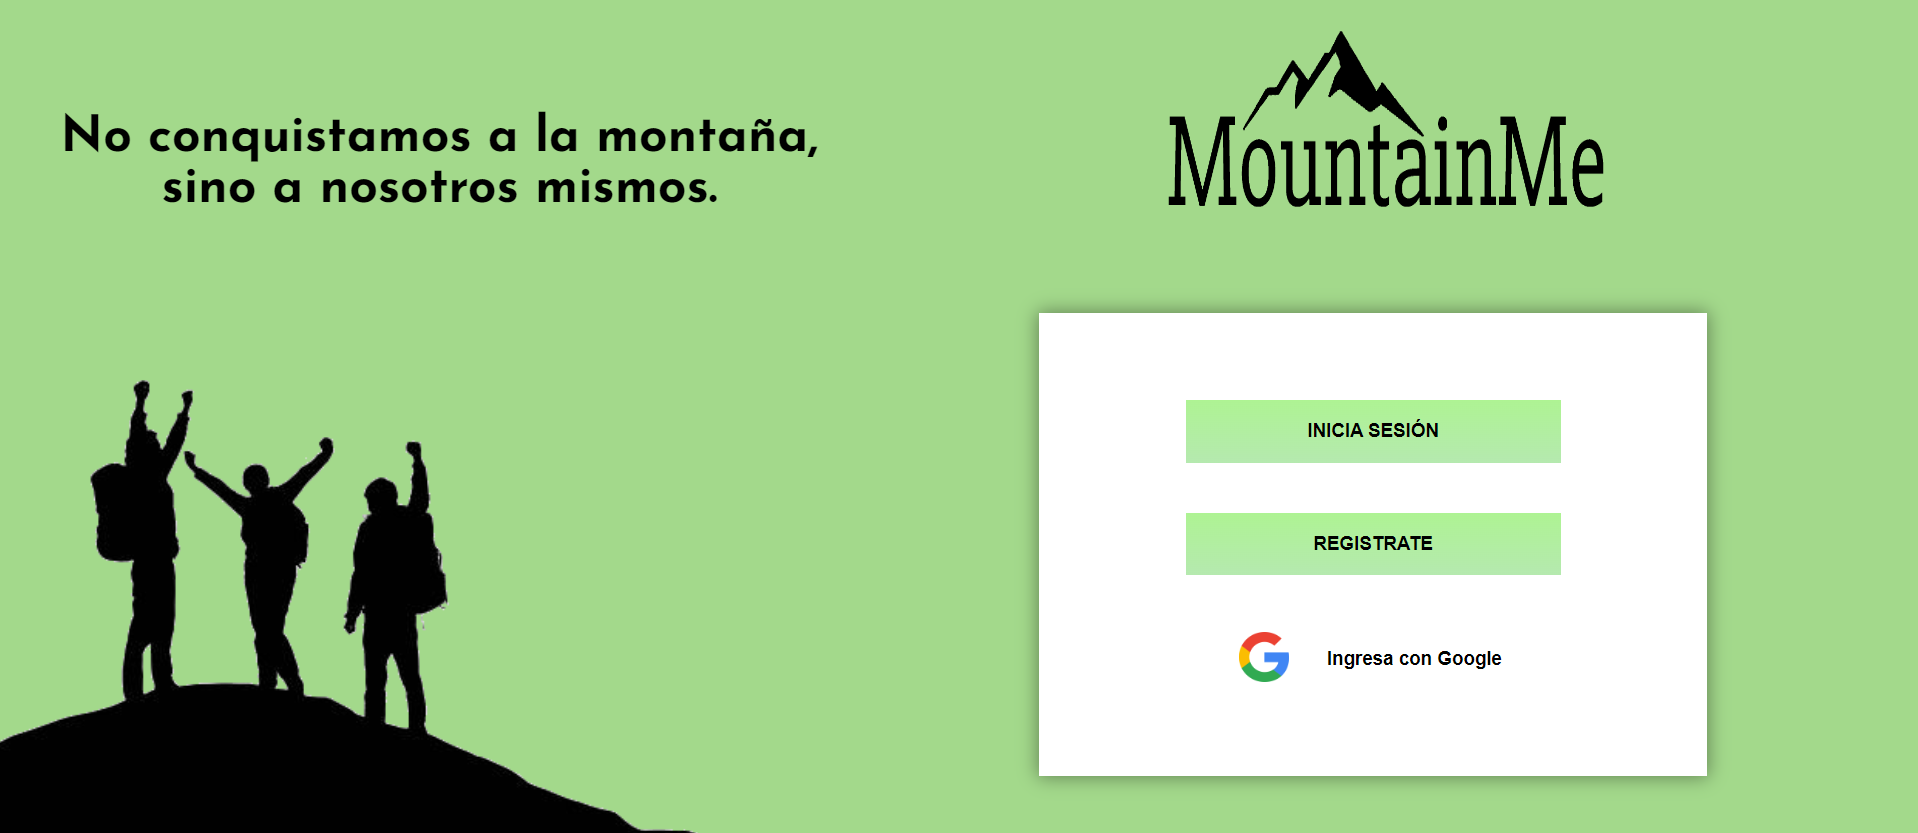 No conquistamos a la montaña,
sino a nosotros mismos.
MountainMe
INICIA SESIÓN
REGISTRATE
Ingresa con Google